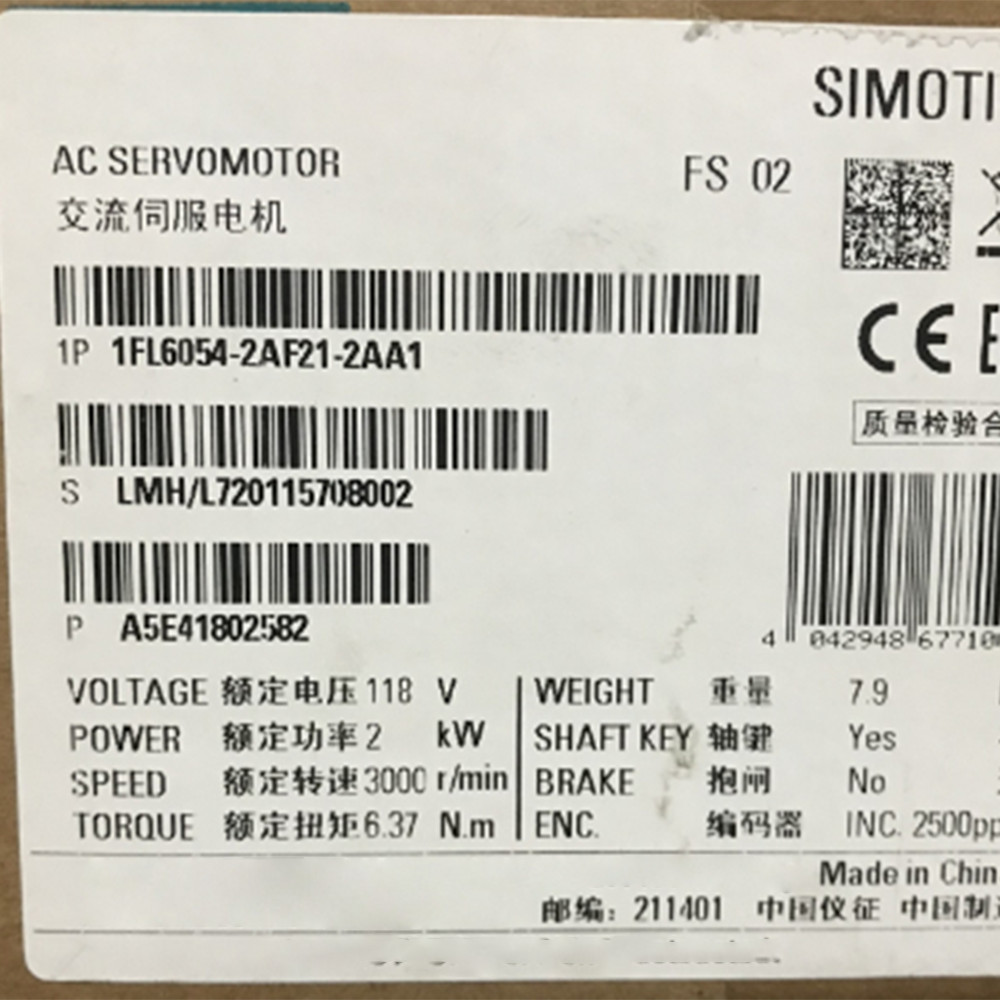 SIMOTI
AC SERVOMOTOR
FS 02
交流伺服电机
1P 1FL6054-2AF21-2AA1
CE E
质量检验合
S LMH/L720115708002
P A5E41802582
4 042948 67710
VOLTAGE 额定电压 118 V
POWER 额定功率 2 kW
SPEED 额定转速 3000 r/min
TORQUE 额定扭矩 6.37 N.m
WEIGHT 重量 7.9
SHAFT KEY 轴键 Yes
BRAKE 抱闸 No
ENC. 编码器 INC. 2500pp
Made in Chin
邮编：211401 中国仪征 中国制造